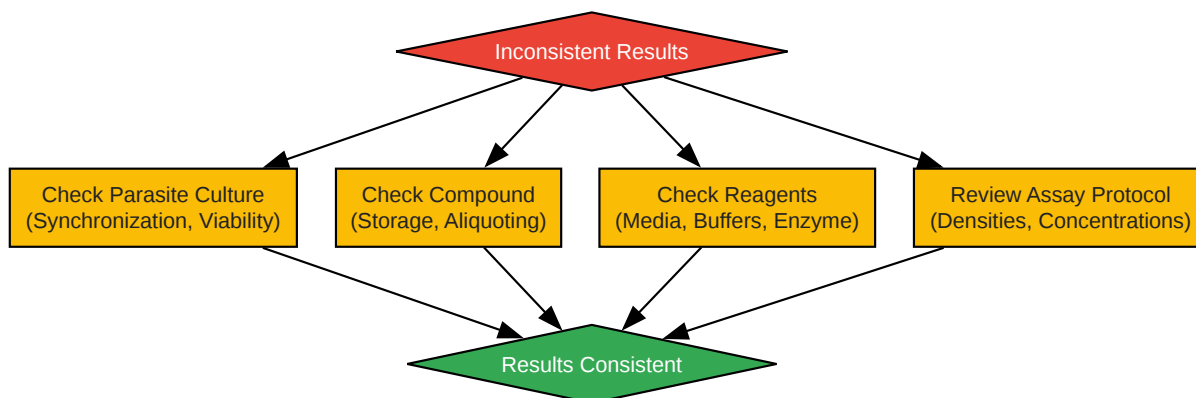 Inconsistent Results
Check Parasite Culture
(Synchronization, Viability)
Check Compound
(Storage, Aliquoting)
Check Reagents
(Media, Buffers, Enzyme)
Review Assay Protocol
(Densities, Concentrations)
Results Consistent